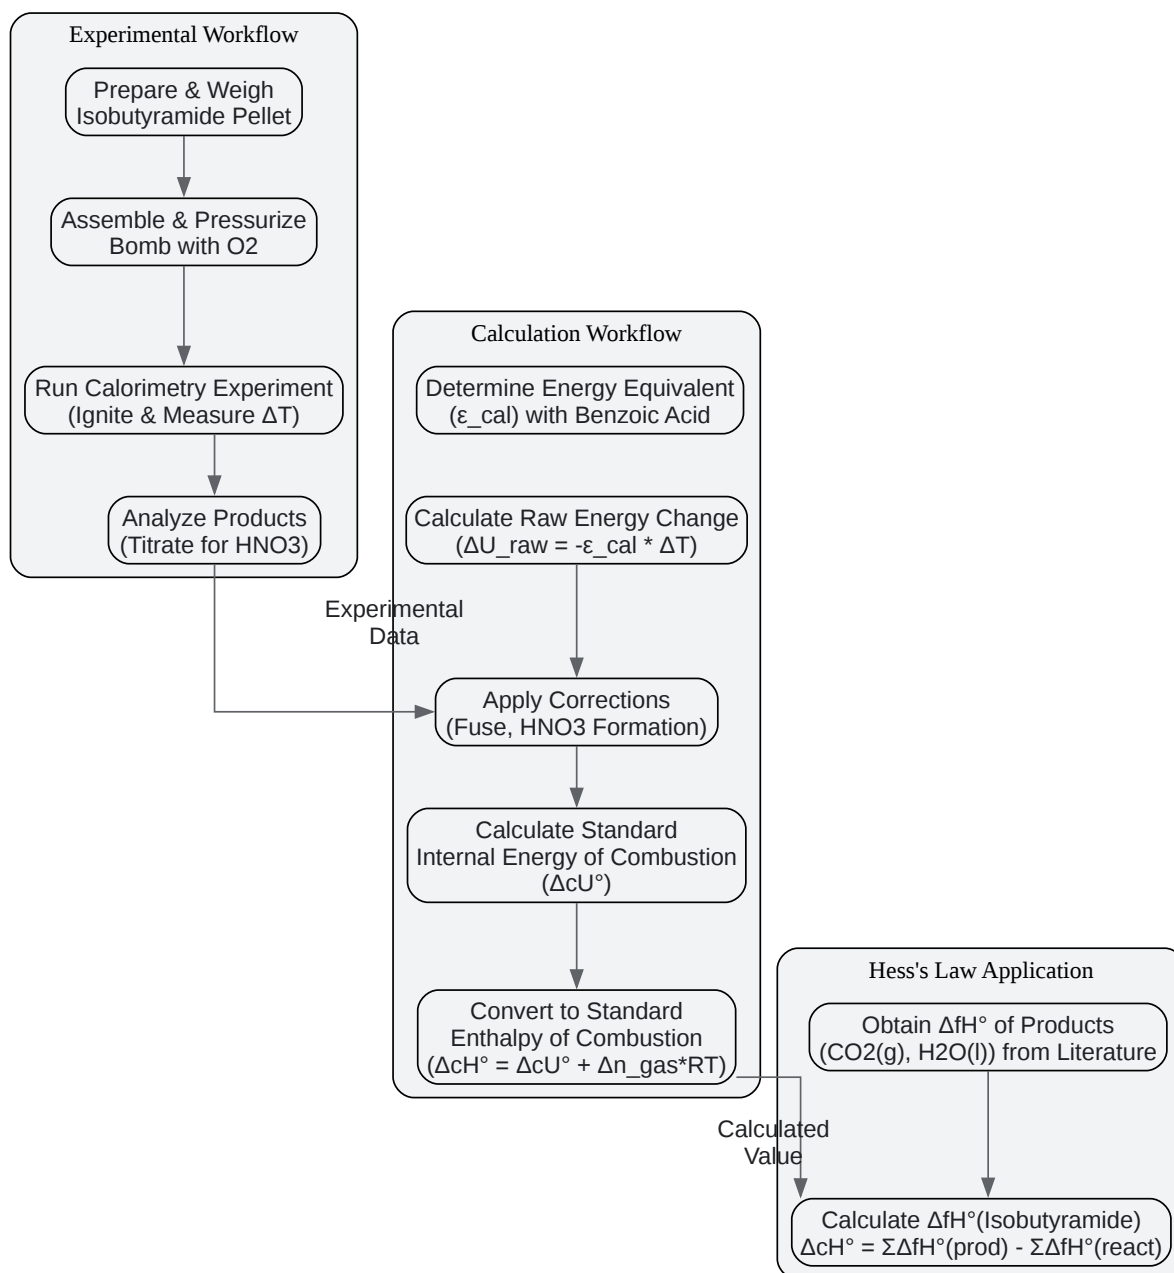 Experimental Workflow
Prepare & Weigh
Isobutyramide Pellet
Assemble & Pressurize
Bomb with O2
Run Calorimetry Experiment
(Ignite & Measure ΔT)
Analyze Products
(Titrate for HNO3)
Experimental
Data
Calculation Workflow
Determine Energy Equivalent
(ε_cal) with Benzoic Acid
Calculate Raw Energy Change
(ΔU_raw = -ε_cal * ΔT)
Apply Corrections
(Fuse, HNO3 Formation)
Calculate Standard
Internal Energy of Combustion
(ΔcU°)
Convert to Standard
Enthalpy of Combustion
(ΔcH° = ΔcU° + Δn_gas*RT)
Calculated
Value
Hess's Law Application
Obtain ΔfH° of Products
(CO2(g), H2O(l)) from Literature
Calculate ΔfH°(Isobutyramide)
ΔcH° = ΣΔfH°(prod) - ΣΔfH°(react)